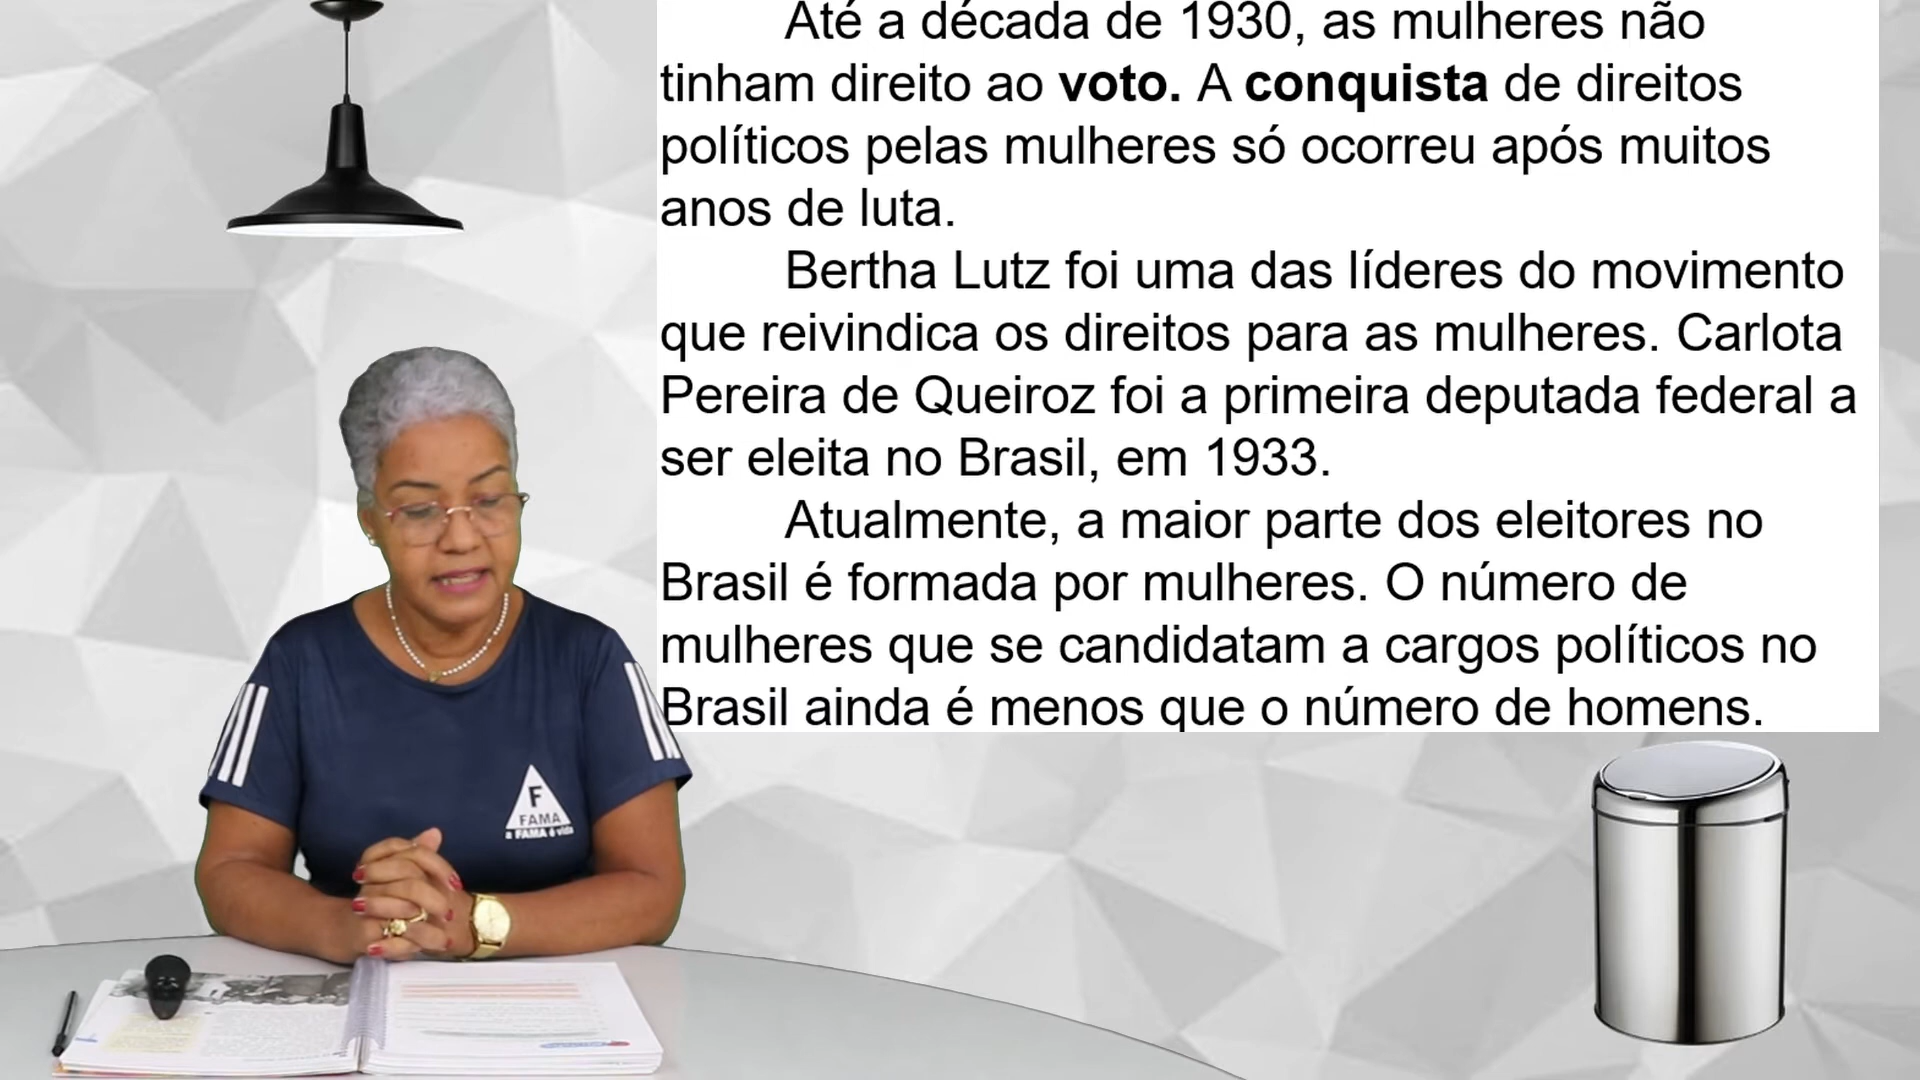 Até a década de 1930, as mulheres não
tinham direito ao voto. A conquista de direitos
políticos pelas mulheres só ocorreu após muitos
anos de luta.
Bertha Lutz foi uma das líderes do movimento
que reivindica os direitos para as mulheres. Carlota
Pereira de Queiroz foi a primeira deputada federal a
ser eleita no Brasil, em 1933.
Atualmente, a maior parte dos eleitores no
Brasil é formada por mulheres. O número de
mulheres que se candidatam a cargos políticos no
Brasil ainda é menos que o número de homens.
F
FAMA
a FAMA é vida